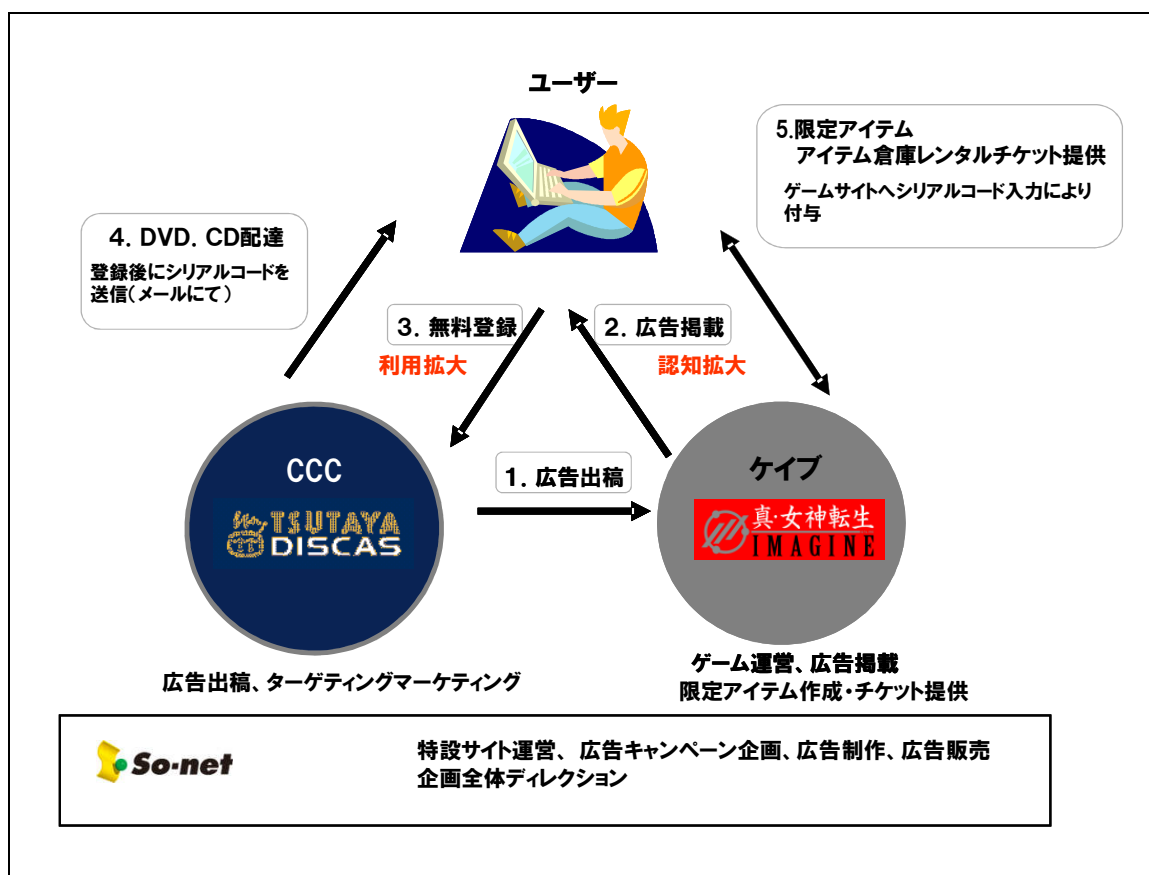 ユーザー
5.限定アイテム
アイテム倉庫レンタルチケット提供
ゲームサイトへシリアルコード入力により
付与
4．DVD．CD配達
登録後にシリアルコードを
送信(メールにて)
3．無料登録
利用拡大
2．広告掲載
認知拡大
CCC
TSUTAYA
DISCAS
1．広告出稿
ケイブ
真・女神転生
IMAGINE
広告出稿、ターゲティングマーケティング
ゲーム運営、広告掲載
限定アイテム作成・チケット提供
So-net
特設サイト運営、広告キャンペーン企画、広告制作、広告販売
企画全体ディレクション